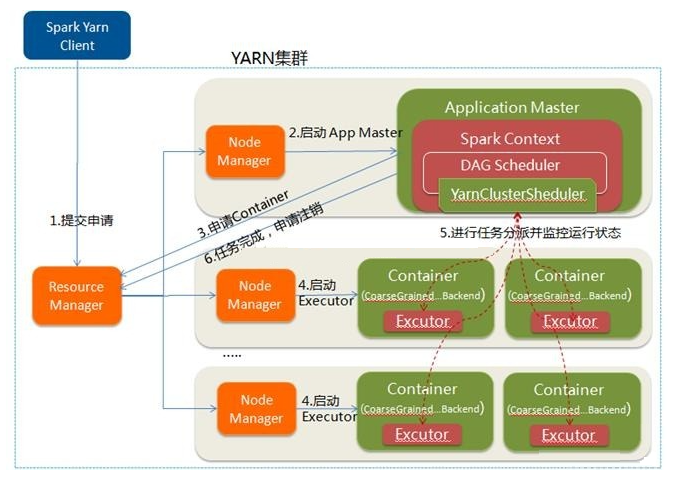 Spark Yarn
Client
YARN集群
Application Master
Spark Context
DAG Scheduler
YarnClusterSheduler
Node
Manager
2.启动 App Master
1.提交申请
3.申请Container
6.任务完成，申请注销
5.进行任务分派并监控运行状态
Resource
Manager
Node
Manager
4.启动
Executor
Container
(CoarseGrained...Backend)
Excutor
Container
(CoarseGrained...Backend)
Excutor
.....
Node
Manager
4.启动
Executor
Container
(CoarseGrained...Backend)
Excutor
Container
(CoarseGrained...Backend)
Excutor